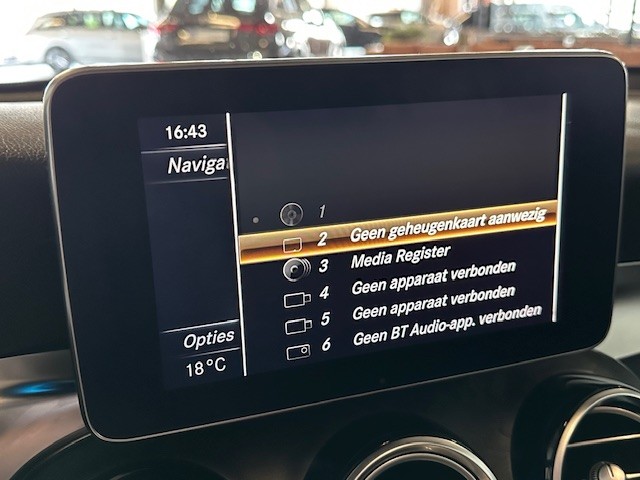 16:43
Naviga
1
2 Geen geheugenkaart aanwezig
3 Media Register
4 Geen apparaat verbonden
5 Geen apparaat verbonden
6 Geen BT Audio-app. verbonden
Opties
18°C